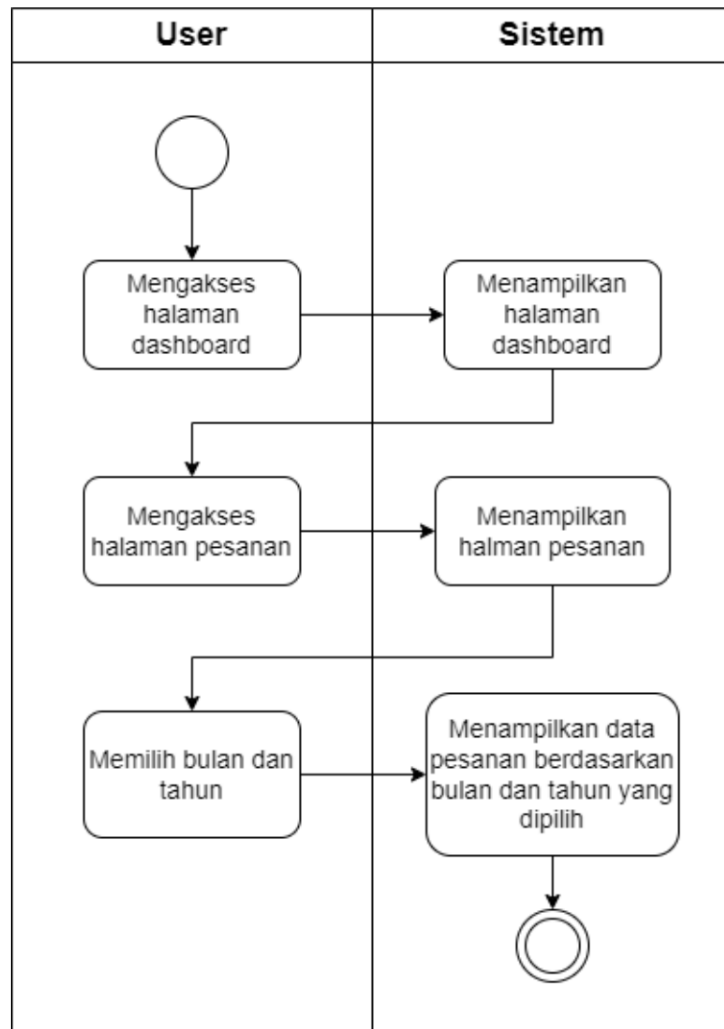 User
Sistem
Mengakses
halaman
dashboard
Menampilkan
halaman
dashboard
Mengakses
halaman pesanan
Menampilkan
halman pesanan
Memilih bulan dan
tahun
Menampilkan data
pesanan berdasarkan
bulan dan tahun yang
dipilih